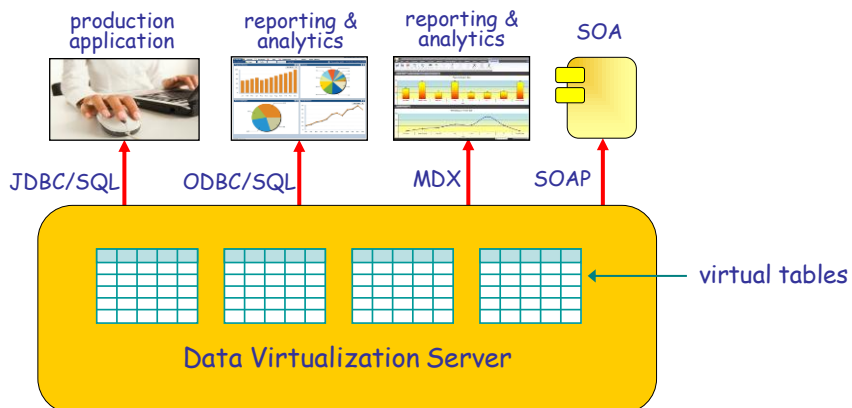 production
application
reporting &
analytics
reporting &
analytics
SOA
JDBC/SQL
ODBC/SQL
MDX
SOAP
virtual tables
Data Virtualization Server